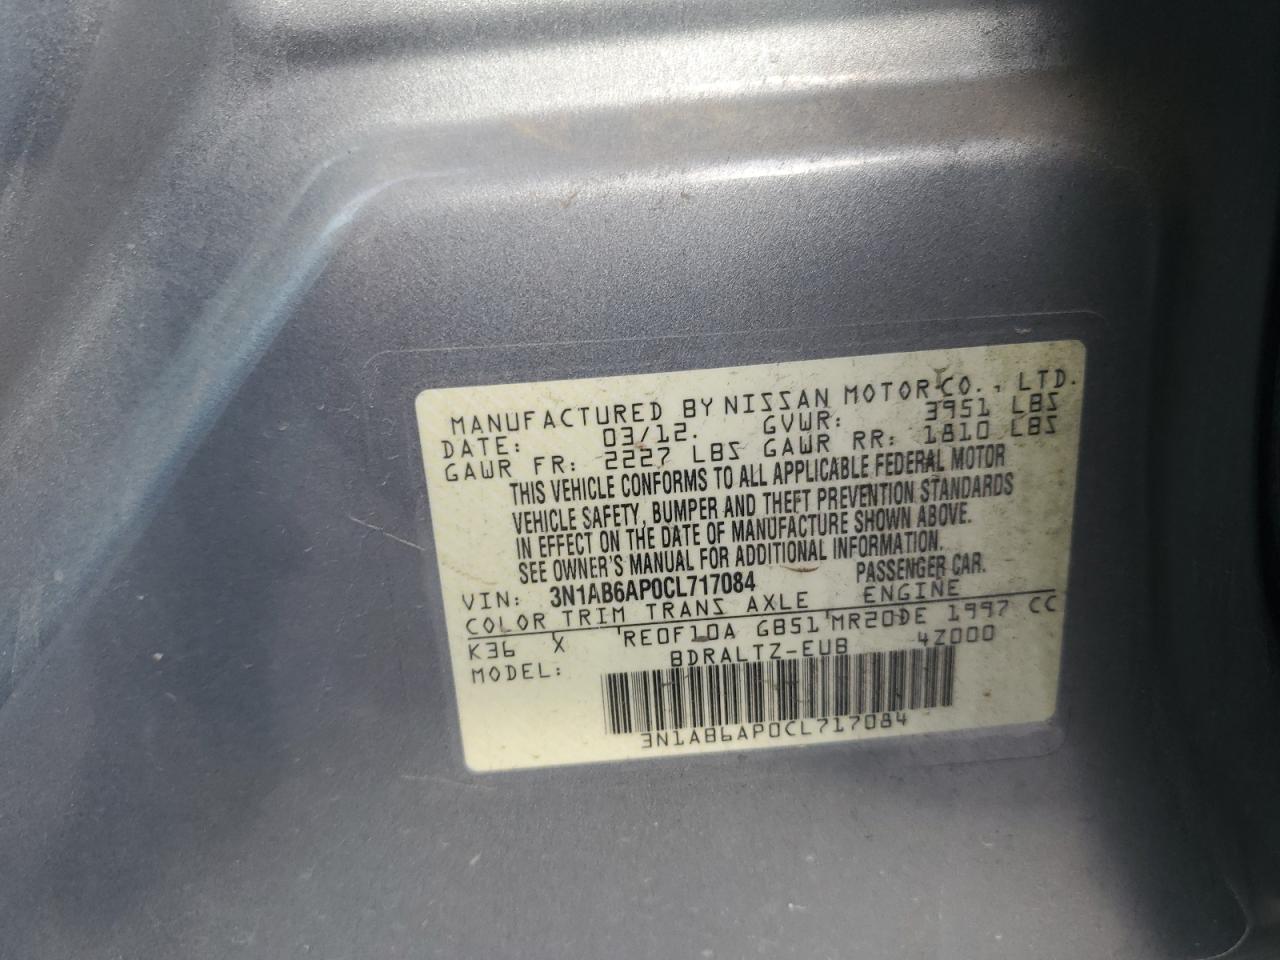 MANUFACTURED BY NISSAN MOTOR CO., LTD.
DATE: 03/12. GVWR: 3951 LBS
GAWR FR: 2227 LBS GAWR RR: 1810 LBS
THIS VEHICLE CONFORMS TO ALL APPLICABLE FEDERAL MOTOR
VEHICLE SAFETY, BUMPER AND THEFT PREVENTION STANDARDS
IN EFFECT ON THE DATE OF MANUFACTURE SHOWN ABOVE.
SEE OWNER'S MANUAL FOR ADDITIONAL INFORMATION.
VIN: 3N1AB6AP0CL717084 PASSENGER CAR.
COLOR TRIM TRANS AXLE ENGINE
K36 X RE0F10A GB51 MR20DE 1997 CC
MODEL: BDRALTZ-EUB 4Z000
3N1AB6AP0CL717084